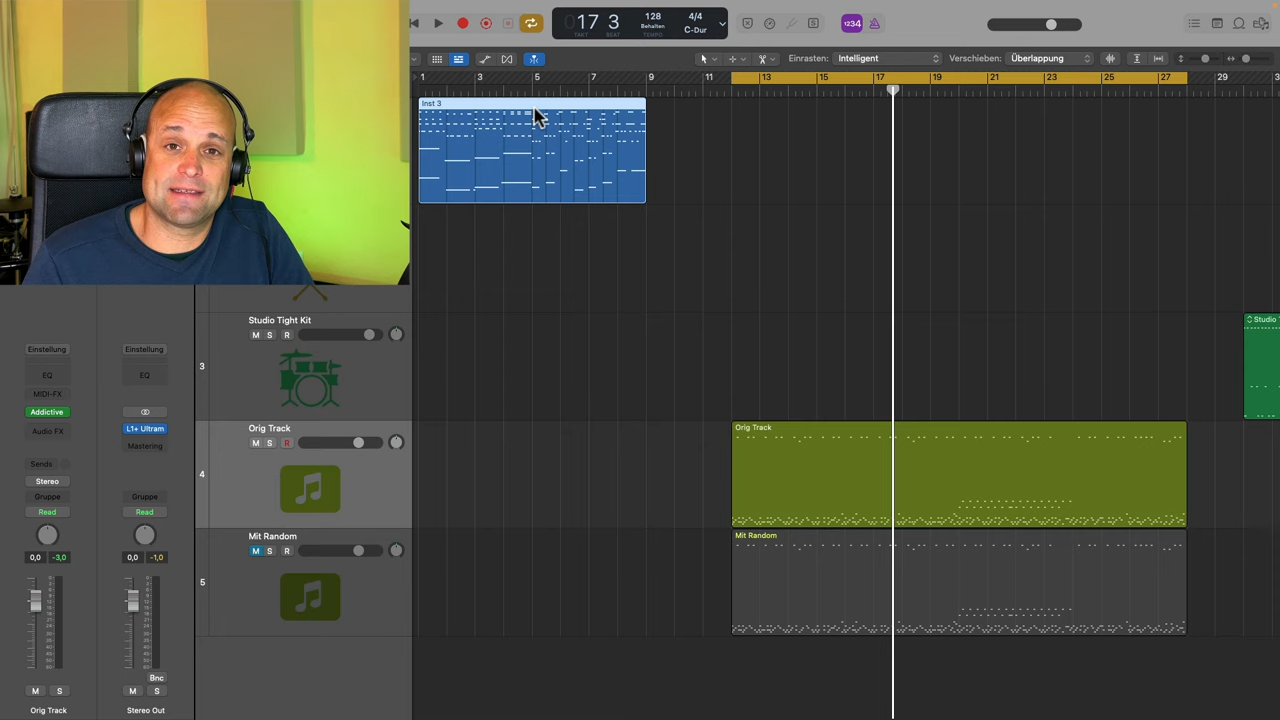 17 3
TAKT BEAT
128
Behalten
TEMPO
4/4
C-Dur
1234
Einrasten: Intelligent
Verschieben: Überlappung
1 3 5 7 9 11 13 15 17 19 21 23 25 27 29
Inst 3
Studio Tight Kit
M S R
3
Studio
Orig Track
M S R
4
Orig Track
Mit Random
M S R
5
Mit Random
Einstellung Einstellung
EQ EQ
MIDI-FX
Addictive
Audio FX L1+ Ultram
Mastering
Sends
Stereo
Gruppe Gruppe
Read Read
0,0 -3,0 0,0 -1,0
Bnc
M S M S
Orig Track Stereo Out